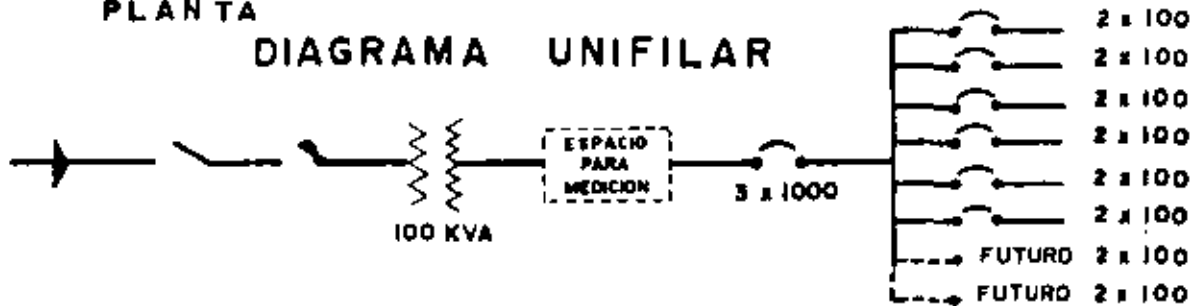 PLANTA
DIAGRAMA UNIFILAR
2 x 100
2 x 100
2 x 100
2 x 100
2 x 100
2 x 100
FUTURO 2 x 100
FUTURO 2 x 100
ESPACIO
PARA
MEDICION
3 x 1000
100 KVA